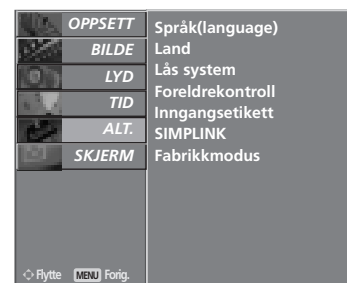 OPPSETT
BILDE
LYD
TID
ALT.
SKJERM
Språk(language)
Land
Lås system
Foreldrekontroll
Inngangsetikett
SIMPLINK
Fabrikkmodus
Flytte MENU Forig.